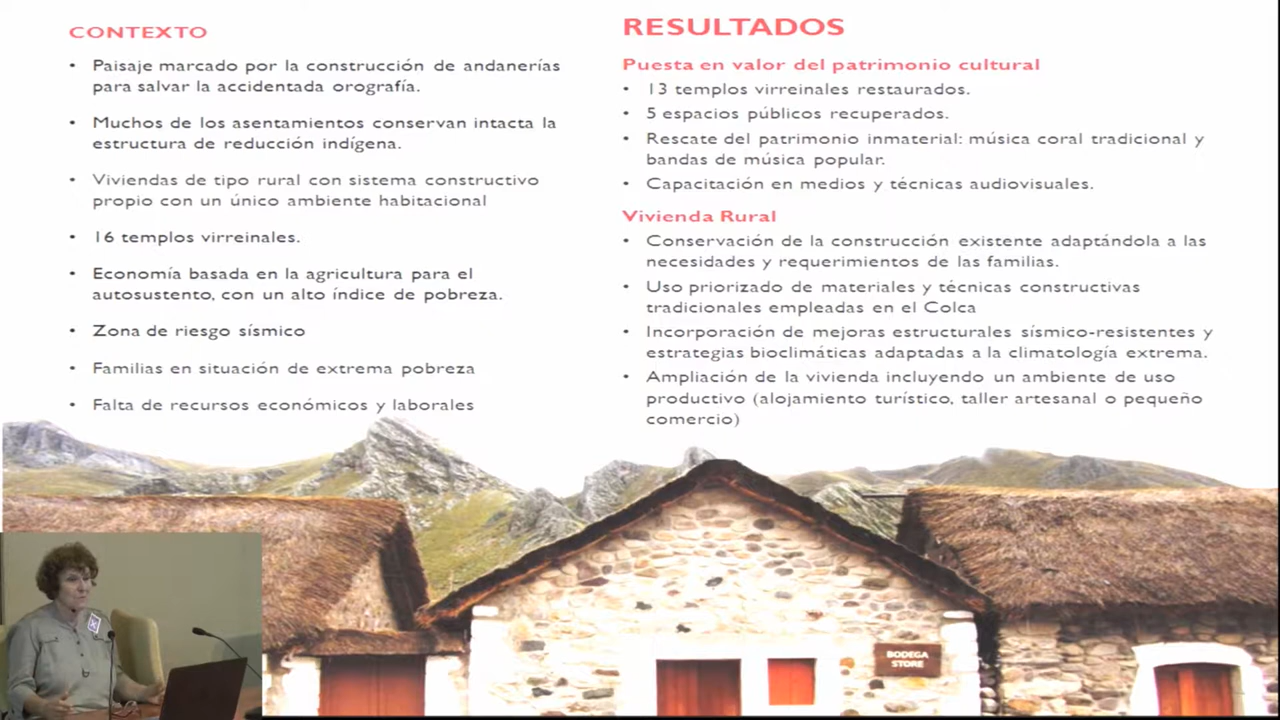 CONTEXTO
• Paisaje marcado por la construcción de andanerías
para salvar la accidentada orografía.
• Muchos de los asentamientos conservan intacta la
estructura de reducción indígena.
• Viviendas de tipo rural con sistema constructivo
propio con un único ambiente habitacional
• 16 templos virreinales.
• Economía basada en la agricultura para el
autosustento, con un alto índice de pobreza.
• Zona de riesgo sísmico
• Familias en situación de extrema pobreza
• Falta de recursos económicos y laborales
RESULTADOS
Puesta en valor del patrimonio cultural
• 13 templos virreinales restaurados.
• 5 espacios públicos recuperados.
• Rescate del patrimonio inmaterial: música coral tradicional y
bandas de música popular.
• Capacitación en medios y técnicas audiovisuales.
Vivienda Rural
• Conservación de la construcción existente adaptándola a las
necesidades y requerimientos de las familias.
• Uso priorizado de materiales y técnicas constructivas
tradicionales empleadas en el Colca
• Incorporación de mejoras estructurales sísmico-resistentes y
estrategias bioclimáticas adaptadas a la climatología extrema.
• Ampliación de la vivienda incluyendo un ambiente de uso
productivo (alojamiento turístico, taller artesanal o pequeño
comercio)
BODEGA
STORE